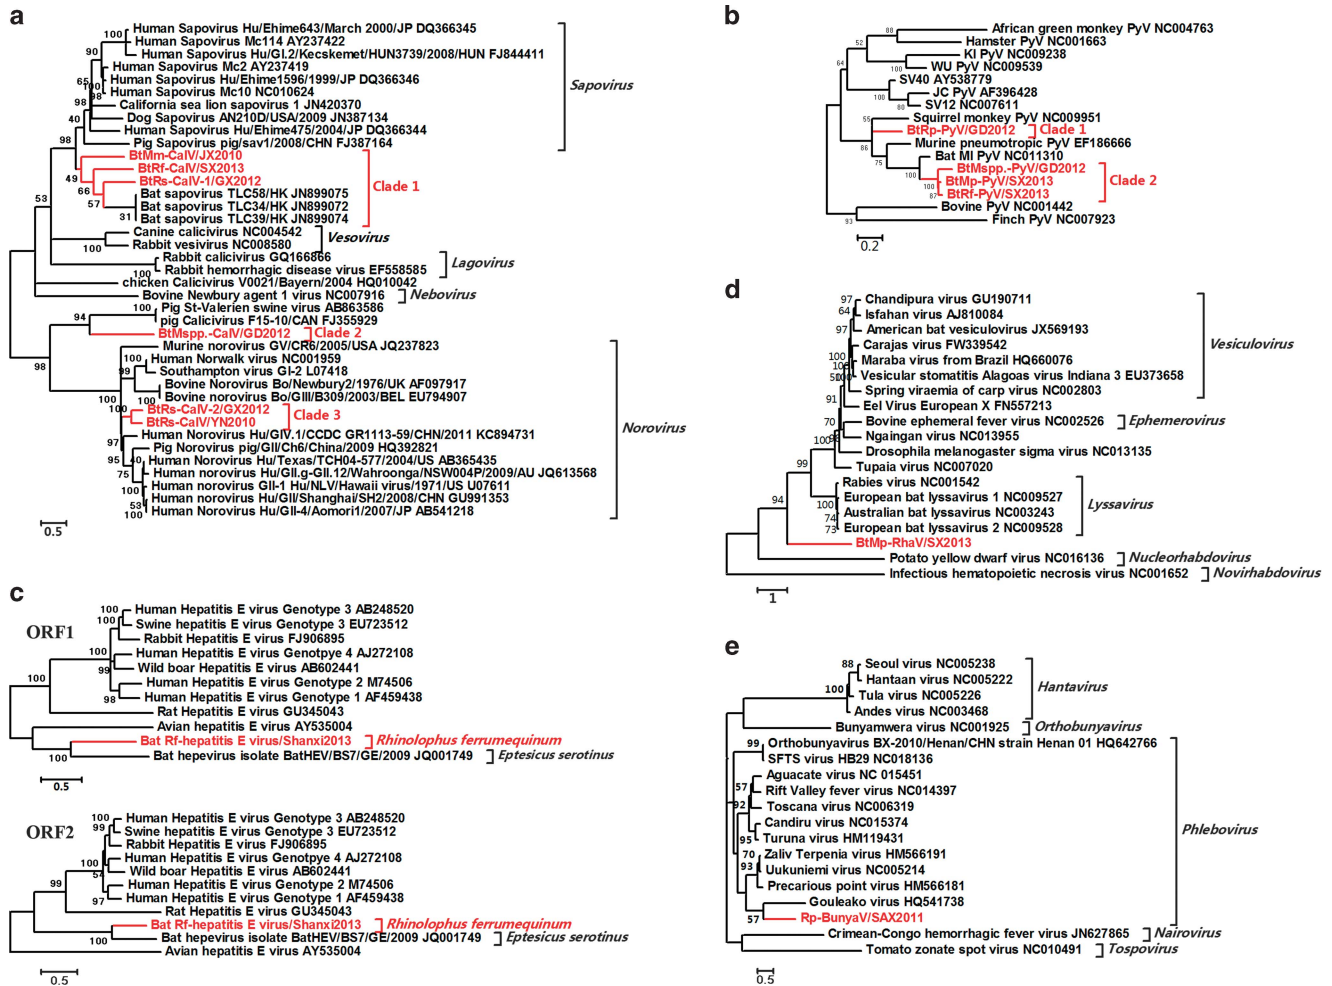 a
Human Sapovirus Hu/Ehime643/March 2000/JP DQ366345
100
Human Sapovirus Mc114 AY237422
90
Human Sapovirus Hu/GI.2/Kecskemet/HUN3739/2008/HUN FJ844411
Human Sapovirus Mc2 AY237419
65
Human Sapovirus Hu/Ehime1596/1999/JP DQ366346
100
Human Sapovirus Mc10 NC010624
98
98
California sea lion sapovirus 1 JN420370
40
Dog Sapovirus AN210D/USA/2009 JN387134
Human Sapovirus Hu/Ehime475/2004/JP DQ366344
98
Pig Sapovirus pig/sav1/2008/CHN FJ387164
Sapovirus
BtMm-CalV/JX2010
BtRf-CalV/SX2013
49
BtRs-CalV-1/GX2012
66
Bat sapovirus TLC58/HK JN899075
57
Bat sapovirus TLC34/HK JN899072
31
Bat sapovirus TLC39/HK JN899074
Clade 1
53
Canine calicivirus NC004542
100
Rabbit vesivirus NC008580
Vesovirus
Rabbit calicivirus GQ166866
100
Rabbit hemorrhagic disease virus EF558585
Lagovirus
chicken Calicivirus V0021/Bayern/2004 HQ010042
Bovine Newbury agent 1 virus NC007916
Nebovirus
Pig St-Valerien swine virus AB863586
100
pig Calicivirus F15-10/CAN FJ355929
94
BtMspp.-CalV/GD2012
Clade 2
98
Murine norovirus GV/CR6/2005/USA JQ237823
Human Norwalk virus NC001959
100
Southampton virus GI-2 L07418
99
Bovine Norovirus Bo/Newbury2/1976/UK AF097917
100
Bovine norovirus Bo/GIII/B309/2003/BEL EU794907
100
BtRs-CalV-2/GX2012
100
BtRs-CalV/YN2010
Clade 3
Human Norovirus Hu/GIV.1/CCDC GR1113-59/CHN/2011 KC894731
97
Pig Norovirus pig/GII/Ch6/China/2009 HQ392821
95
40
Human Norovirus Hu/Texas/TCH04-577/2004/US AB365435
75
Human norovirus Hu/GII.g-GII.12/Wahroonga/NSW004P/2009/AU JQ613568
Human norovirus GII-1 Hu/NLV/Hawaii virus/1971/US U07611
100
Human norovirus Hu/GII/Shanghai/SH2/2008/CHN GU991353
53
Human norovirus Hu/GII-4/Aomori1/2007/JP AB541218
100
Norovirus
0.5
b
African green monkey PyV NC004763
88
Hamster PyV NC001663
52
KI PyV NC009238
100
WU PyV NC009539
64
SV40 AY538779
JC PyV AF396428
100
SV12 NC007611
80
Squirrel monkey PyV NC009951
55
BtRp-PyV/GD2012
Clade 1
Murine pneumotropic PyV EF186666
86
Bat MI PyV NC011310
75
BtMspp.-PyV/GD2012
BtMp-PyV/SX2013
100
BtRf-PyV/SX2013
87
Clade 2
Bovine PyV NC001442
93
Finch PyV NC007923
0.2
c
ORF1
Human Hepatitis E virus Genotype 3 AB248520
100
Swine hepatitis E virus Genotype 3 EU723512
100
Rabbit Hepatitis E virus FJ906895
Human Hepatitis E virus Genotype 4 AJ272108
100
Wild boar Hepatitis E virus AB602441
99
Human Hepatitis E virus Genotype 2 M74506
98
Human Hepatitis E virus Genotype 1 AF459438
100
Rat Hepatitis E virus GU345043
Avian hepatitis E virus AY535004
Bat Rf-hepatitis E virus/Shanxi2013
Rhinolophus ferrumequinum
100
Bat hepevirus isolate BatHEV/BS7/GE/2009 JQ001749
Eptesicus serotinus
0.5
ORF2
Human Hepatitis E virus Genotype 3 AB248520
100
Swine hepatitis E virus Genotype 3 EU723512
99
Rabbit Hepatitis E virus FJ906895
Human Hepatitis E virus Genotpye 4 AJ272108
100
Wild boar Hepatitis E virus AB602441
54
Human Hepatitis E virus Genotype 2 M74506
99
Human Hepatitis E virus Genotype 1 AF459438
97
Rat Hepatitis E virus GU345043
Bat Rf-hepatitis E virus/Shanxi2013
Rhinolophus ferrumequinum
100
Bat hepevirus isolate BatHEV/BS7/GE/2009 JQ001749
Eptesicus serotinus
Avian hepatitis E virus AY535004
0.5
d
97
Chandipura virus GU190711
64
Isfahan virus AJ810084
97
American bat vesiculovirus JX569193
Carajas virus FW339542
100
Maraba virus from Brazil HQ660076
Vesicular stomatitis Alagoas virus Indiana 3 EU373658
Spring viraemia of carp virus NC002803
Vesiculovirus
91
Eel Virus European X FN557213
70
Bovine ephemeral fever virus NC002526
Ephemerovirus
100
Ngaingan virus NC013955
Drosophila melanogaster sigma virus NC013135
99
Tupaia virus NC007020
Rabies virus NC001542
94
European bat lyssavirus 1 NC009527
100
Australian bat lyssavirus NC003243
74
European bat lyssavirus 2 NC009528
73
Lyssavirus
BtMp-RhaV/SX2013
Potato yellow dwarf virus NC016136
Nucleorhabdovirus
Infectious hematopoietic necrosis virus NC001652
Novirhabdovirus
1
e
88
Seoul virus NC005238
Hantaan virus NC005222
100
Tula virus NC005226
Andes virus NC003468
Hantavirus
Bunyamwera virus NC001925
Orthobunyavirus
99
Orthobunyavirus BX-2010/Henan/CHN strain Henan 01 HQ642766
SFTS virus HB29 NC018136
Aguacate virus NC 015451
57
Rift Valley fever virus NC014397
92
Toscana virus NC006319
Candiru virus NC015374
95
Turuna virus HM119431
70
Zaliv Terpenia virus HM566191
93
Uukuniemi virus NC005214
Precarious point virus HM566181
Gouleako virus HQ541738
57
Rp-BunyaV/SAX2011
Phlebovirus
Crimean-Congo hemorrhagic fever virus JN627865
Nairovirus
Tomato zonate spot virus NC010491
Tospovirus
0.5